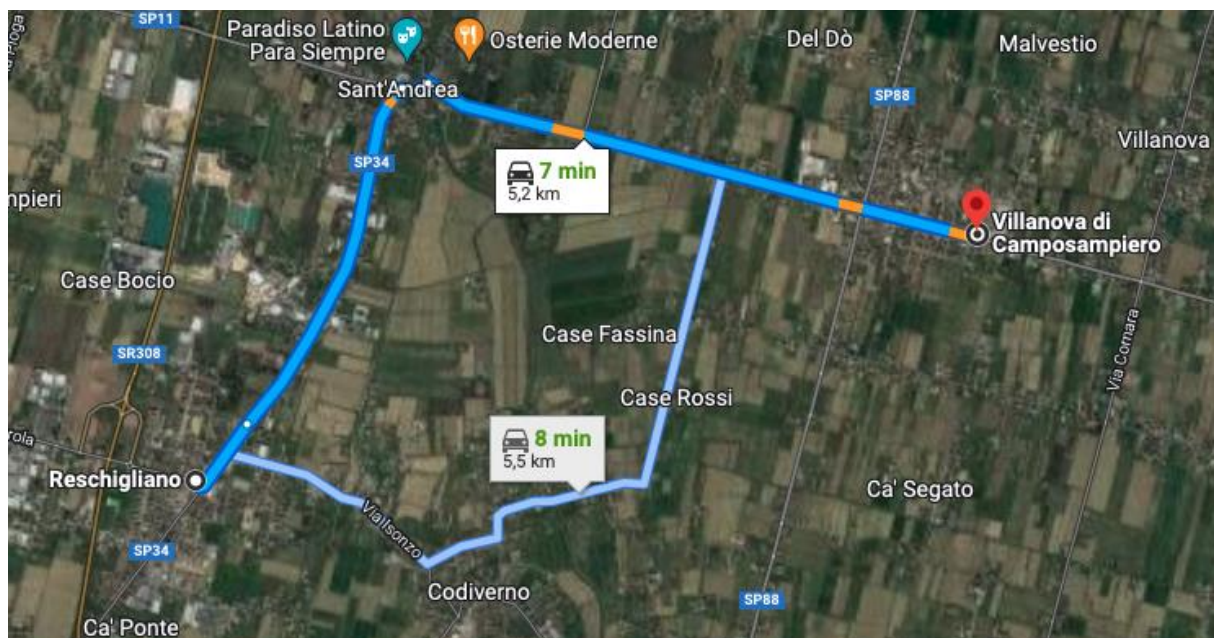 SP11
Paradiso Latino
Para Siempre
Osterie Moderne
Del Dò
Malvestio
Sant'Andrea
SP88
Villanova
SP34
7 min
5,2 km
mpieri
Villanova di
Camposampiero
Case Bocio
Case Fassina
SR308
Via Comara
Case Rossi
8 min
5,5 km
rola
Reschigliano
Ca' Segato
Via Isonzo
SP34
Codiverno
SP88
Ca' Ponte